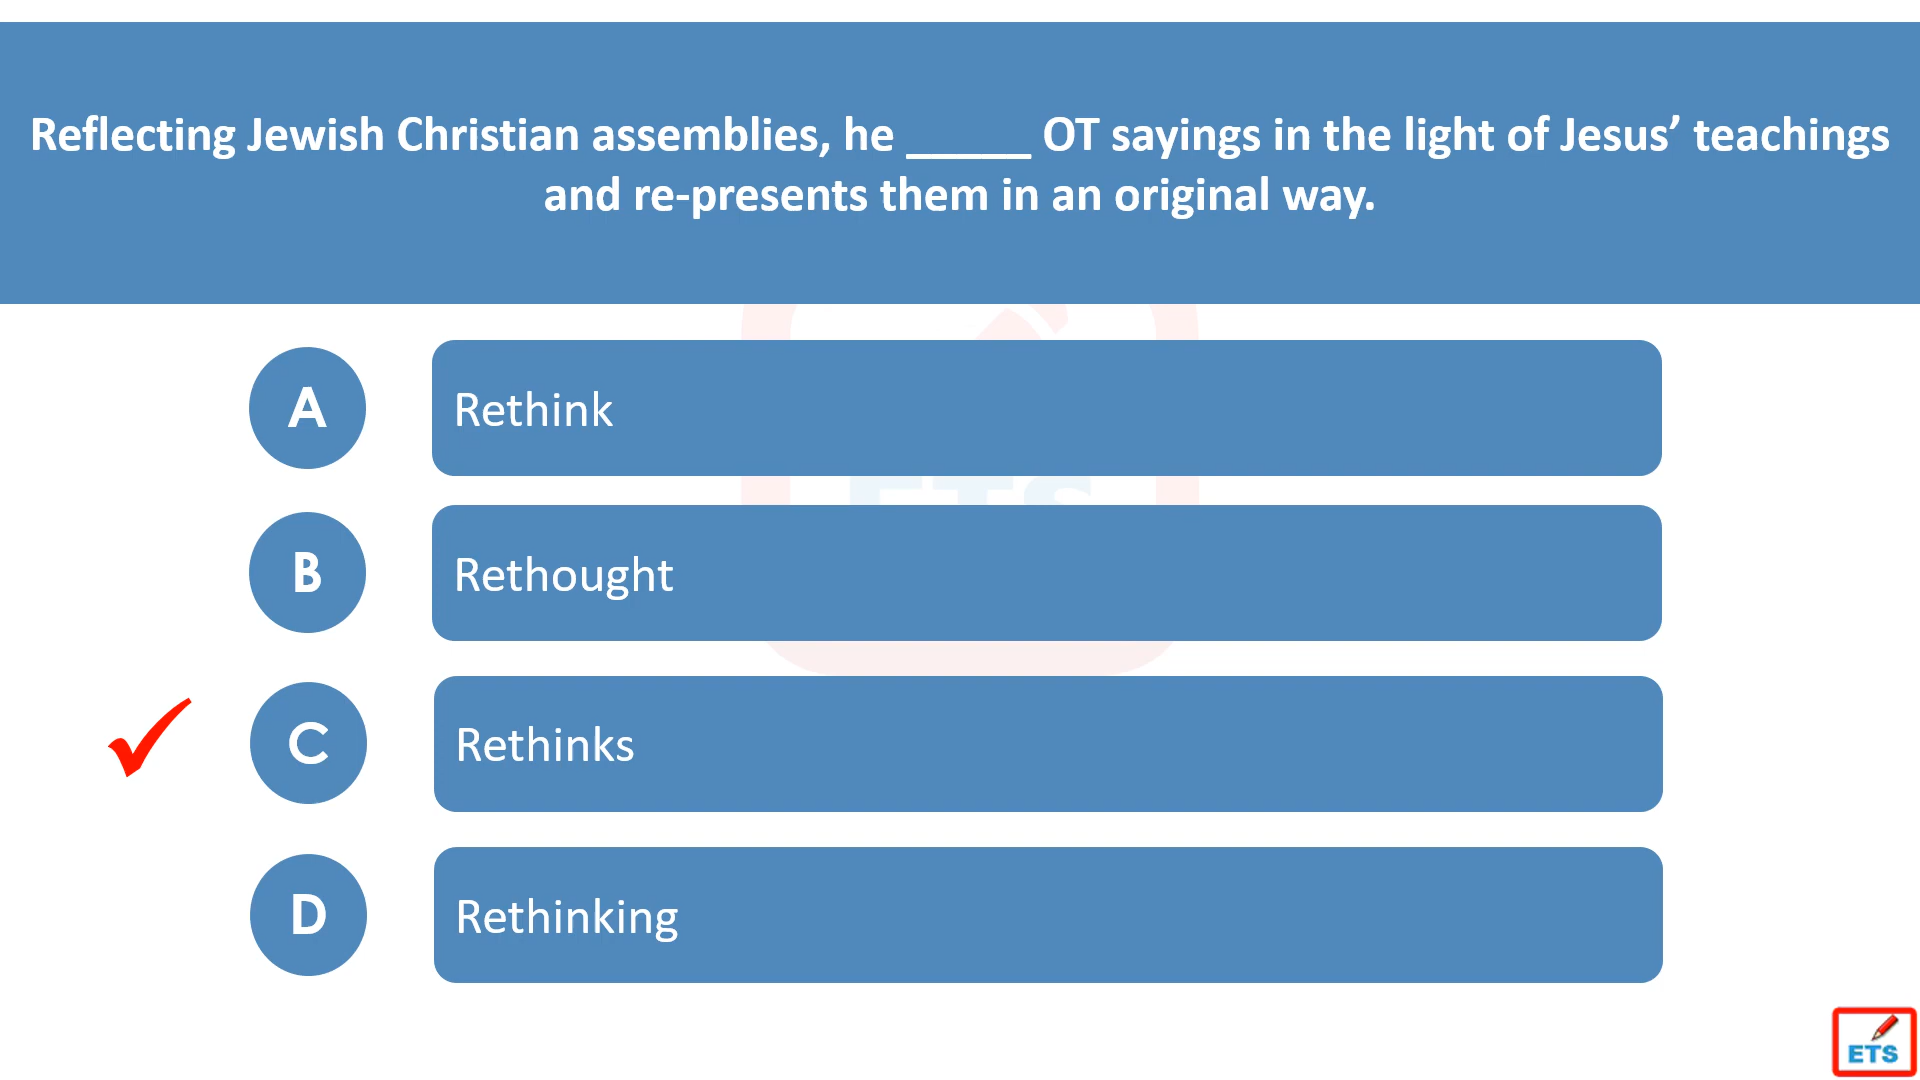 Reflecting Jewish Christian assemblies, he _____ OT sayings in the light of Jesus’ teachings
and re-presents them in an original way.
A
Rethink
B
Rethought
C
Rethinks
D
Rethinking
ETS